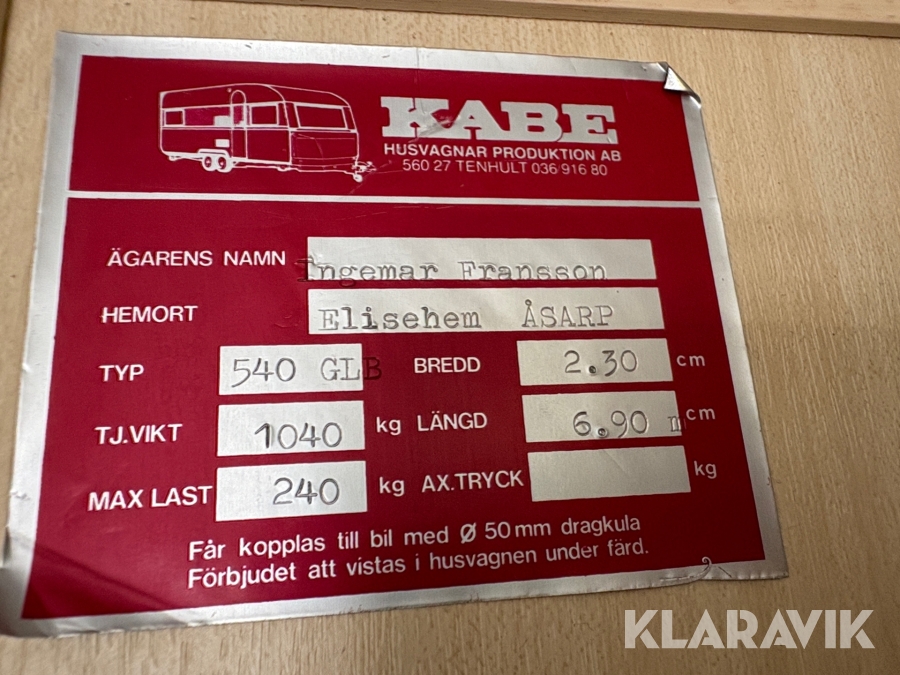 KABE
HUSVAGNAR PRODUKTION AB
560 27 TENHULT 036 916 80
ÄGARENS NAMN Ingemar Fransson
HEMORT Elisehem ÅSARP
TYP 540 GLB BREDD 2.30 cm
TJ.VIKT 1040 kg LÄNGD 6.90 m cm
MAX LAST 240 kg AX.TRYCK kg
Får kopplas till bil med Ø 50 mm dragkula
Förbjudet att vistas i husvagnen under färd.
KLARAVIK